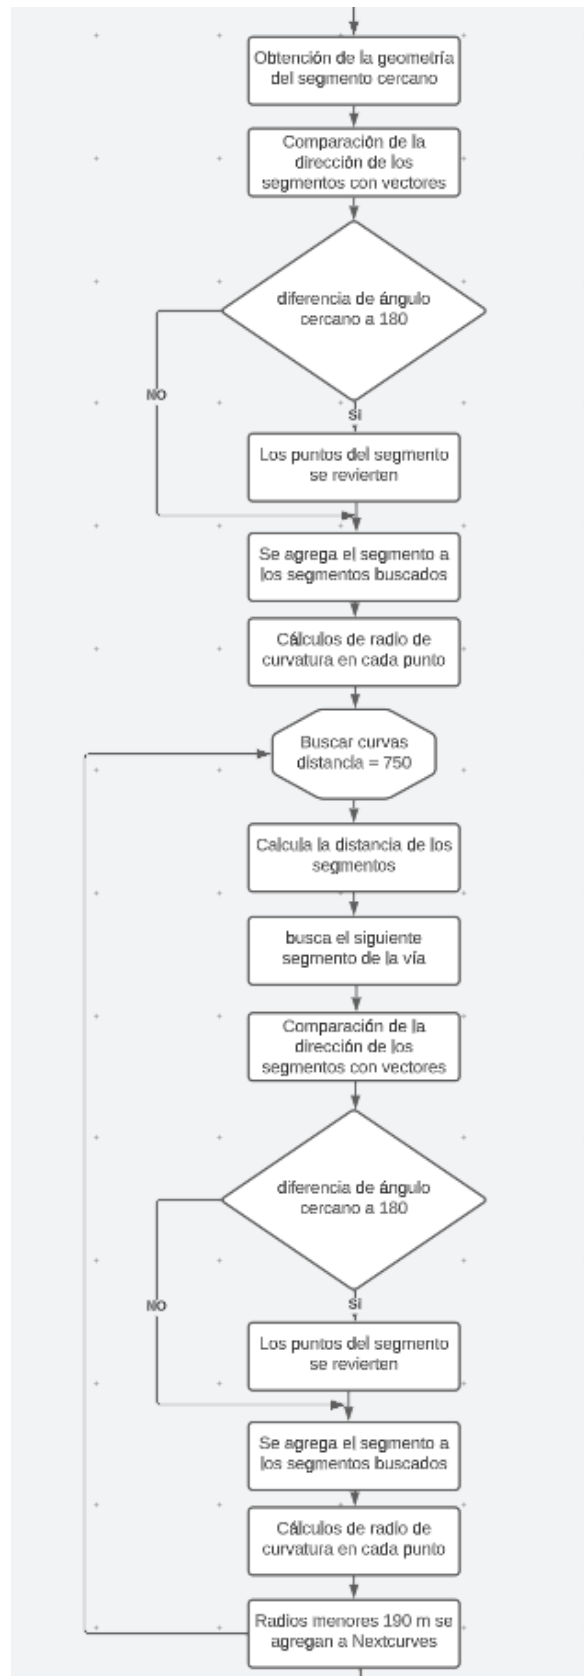 Obtención de la geometría
del segmento cercano
Comparación de la
dirección de los
segmentos con vectores
diferencia de ángulo
cercano a 180
NO
SI
Los puntos del segmento
se revierten
Se agrega el segmento a
los segmentos buscados
Cálculos de radio de
curvatura en cada punto
Buscar curvas
distancia = 750
Calcula la distancia de los
segmentos
busca el siguiente
segmento de la vía
Comparación de la
dirección de los
segmentos con vectores
diferencia de ángulo
cercano a 180
NO
SI
Los puntos del segmento
se revierten
Se agrega el segmento a
los segmentos buscados
Cálculos de radio de
curvatura en cada punto
Radios menores 190 m se
agregan a Nextcurves